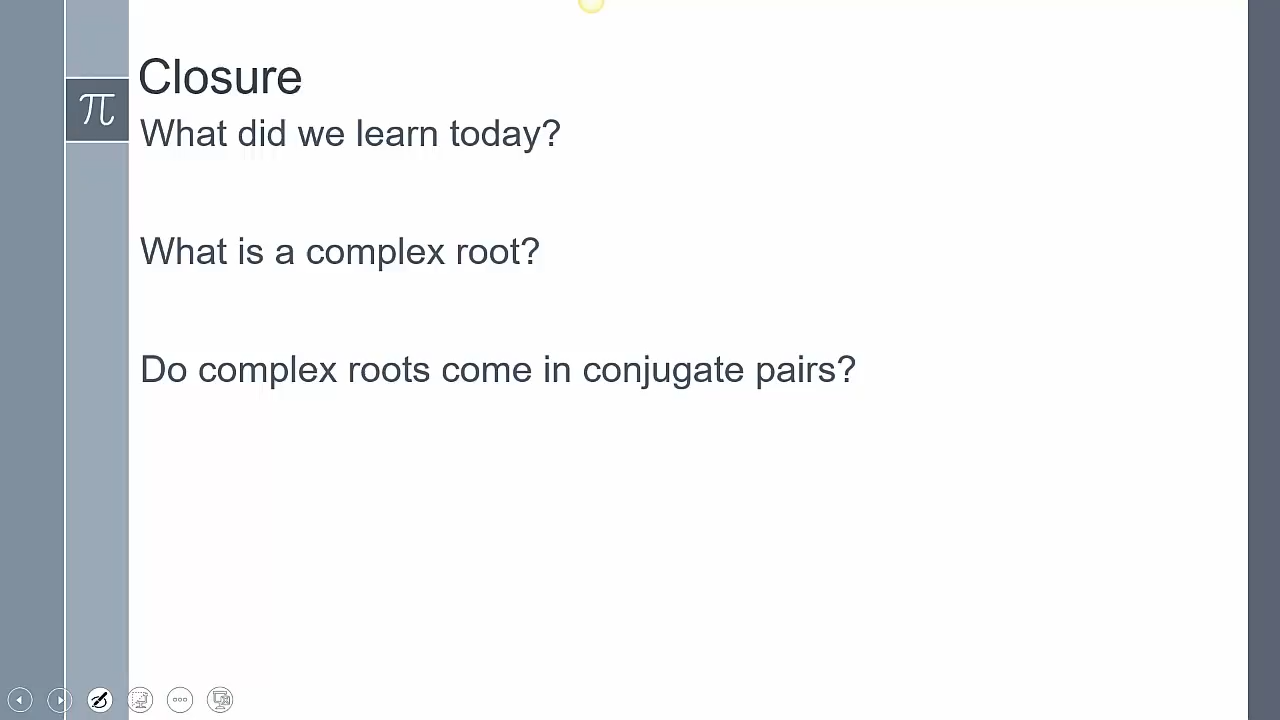 π
Closure
What did we learn today?
What is a complex root?
Do complex roots come in conjugate pairs?